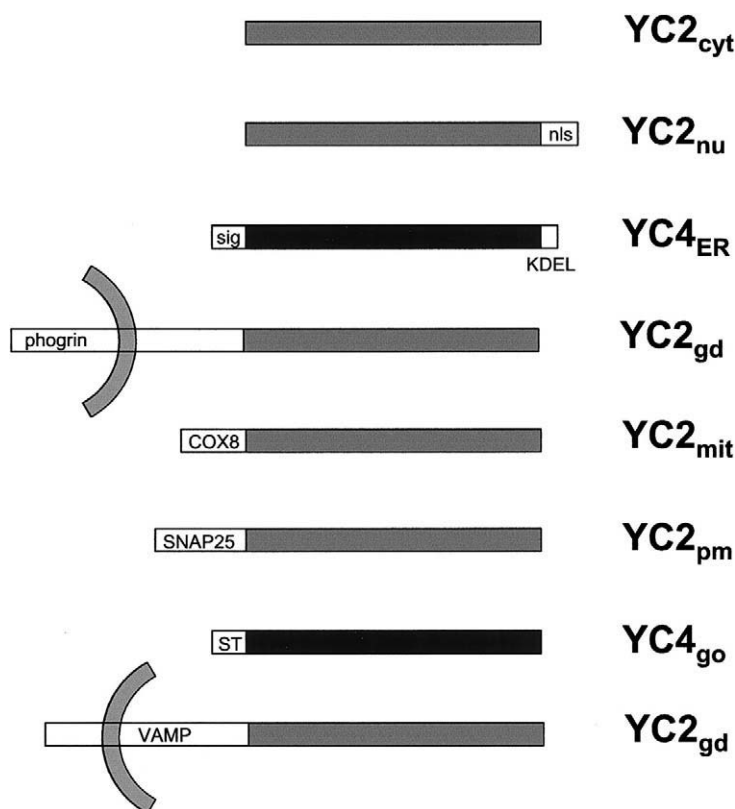 YC2cyt
nls YC2nu
sig YC4ER
KDEL
phogrin YC2gd
COX8 YC2mit
SNAP25 YC2pm
ST YC4go
VAMP YC2gd